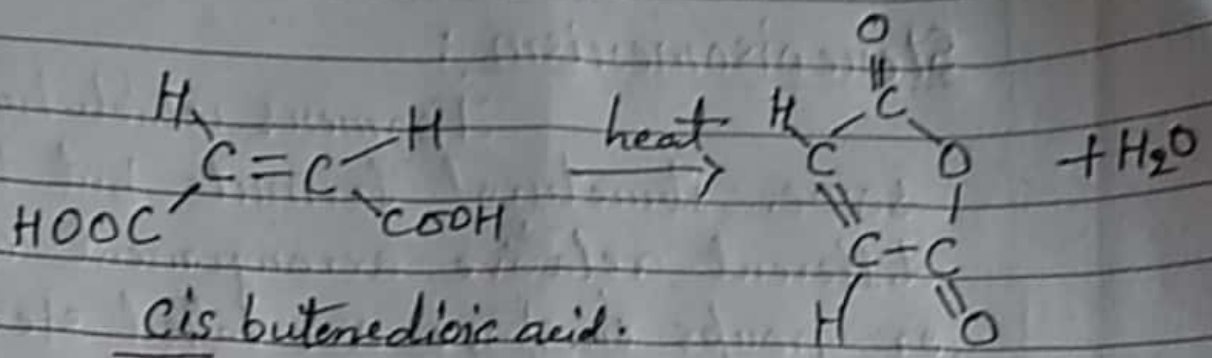 O
H H heat H C
C=C C O + H2O
HOOC COOH C-C
cis butenedioic acid. H O